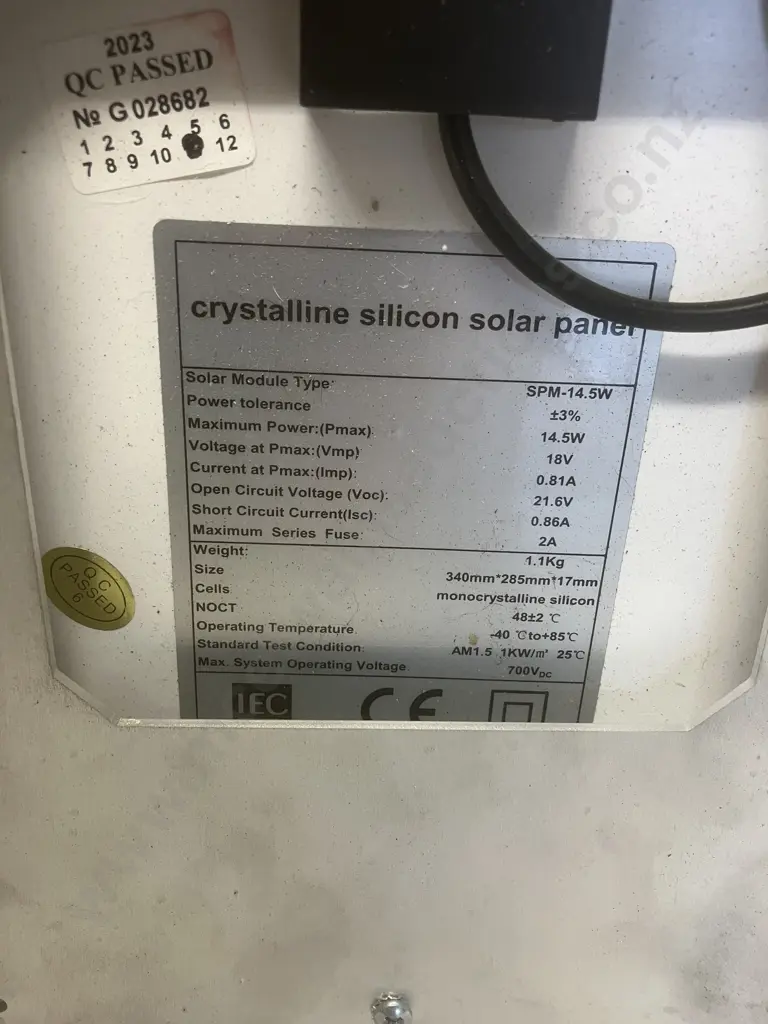 2023
QC PASSED
№ G 028682
1 2 3 4 5 6
7 8 9 10 12
crystalline silicon solar panel
Solar Module Type: SPM-14.5W
Power tolerance ±3%
Maximum Power:(Pmax) 14.5W
Voltage at Pmax:(Vmp) 18V
Current at Pmax:(Imp): 0.81A
Open Circuit Voltage (Voc): 21.6V
Short Circuit Current(Isc): 0.86A
Maximum Series Fuse: 2A
Weight: 1.1Kg
Size 340mm*285mm*17mm
Cells monocrystalline silicon
NOCT 48±2 ℃
Operating Temperature -40 ℃to+85℃
Standard Test Condition AM1.5 1KW/m² 25℃
Max. System Operating Voltage 700VDC
IEC CE
QC
PASSED
6